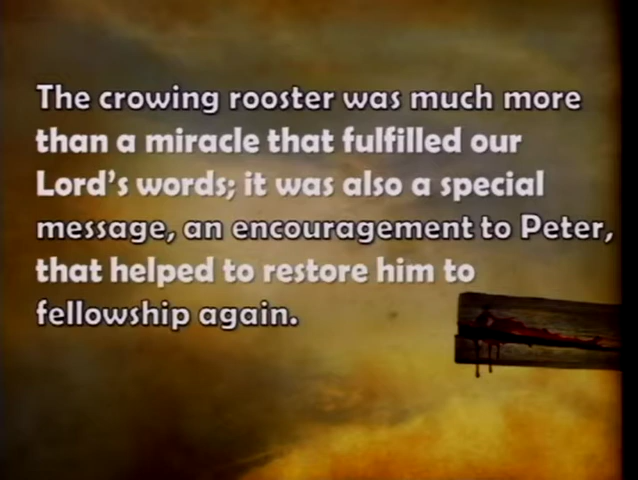 The crowing rooster was much more
than a miracle that fulfilled our
Lord's words; it was also a special
message, an encouragement to Peter,
that helped to restore him to
fellowship again.